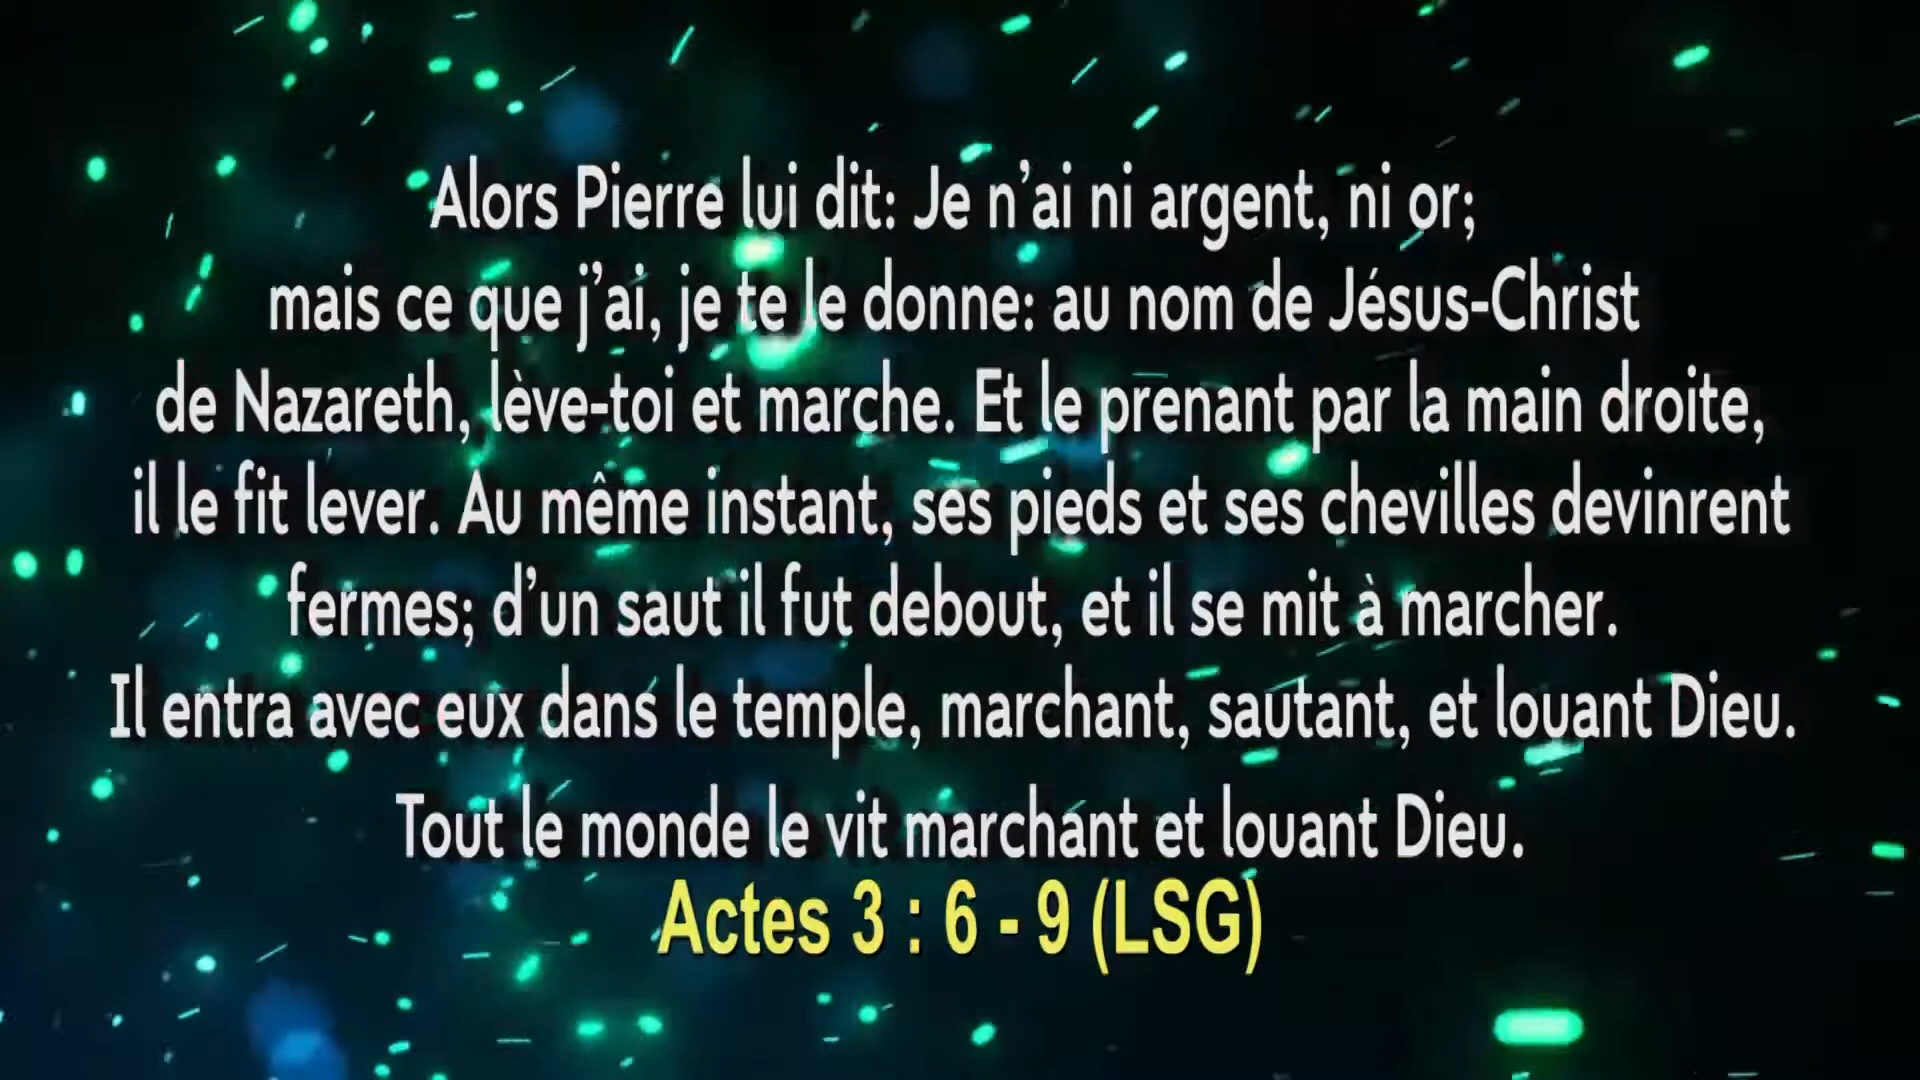 Alors Pierre lui dit: Je n’ai ni argent, ni or;
mais ce que j’ai, je te le donne: au nom de Jésus-Christ
de Nazareth, lève-toi et marche. Et le prenant par la main droite,
il le fit lever. Au même instant, ses pieds et ses chevilles devinrent
fermes; d’un saut il fut debout, et il se mit à marcher.
Il entra avec eux dans le temple, marchant, sautant, et louant Dieu.
Tout le monde le vit marchant et louant Dieu.
Actes 3 : 6 - 9 (LSG)